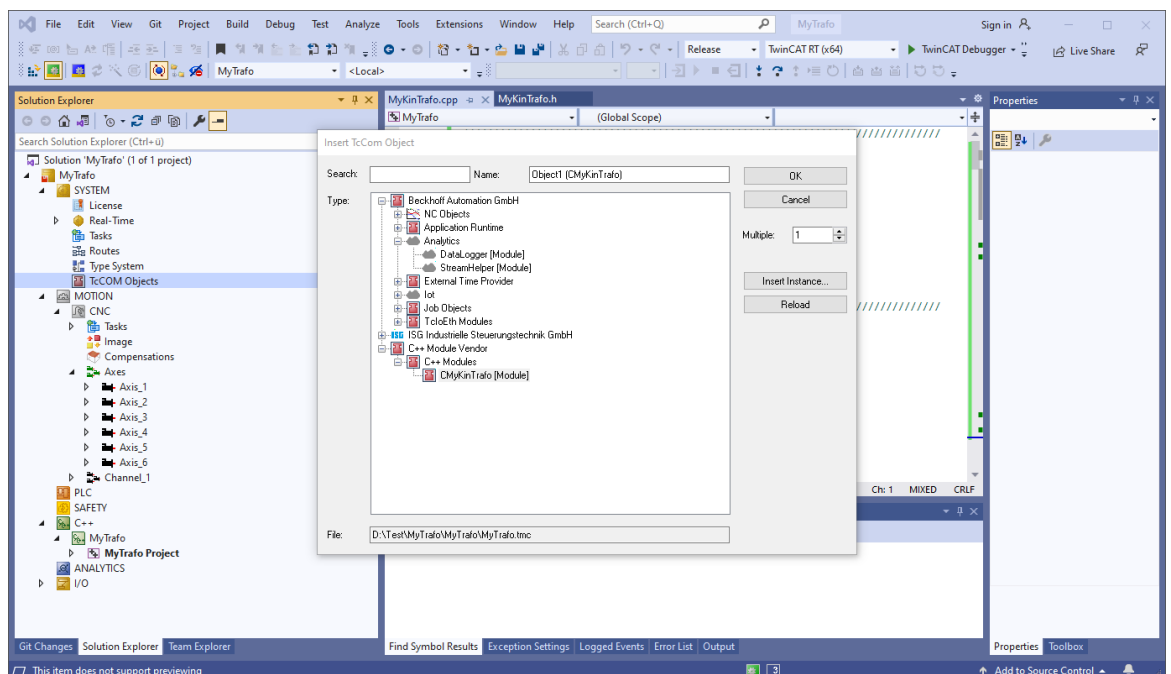 File Edit View Git Project Build Debug Test Analyze Tools Extensions Window Help Search (Ctrl+Q) MyTrafo Sign in
Release TwinCAT RT (x64) TwinCAT Debugger Live Share
MyTrafo <Local>
Solution Explorer
Search Solution Explorer (Ctrl+ü)
Solution 'MyTrafo' (1 of 1 project)
MyTrafo
SYSTEM
License
Real-Time
Tasks
Routes
Type System
TcCOM Objects
MOTION
CNC
Tasks
Image
Compensations
Axes
Axis_1
Axis_2
Axis_3
Axis_4
Axis_5
Axis_6
Channel_1
PLC
SAFETY
C++
MyTrafo
MyTrafo Project
ANALYTICS
I/O
Git Changes Solution Explorer Team Explorer
MyKinTrafo.cpp MyKinTrafo.h
MyTrafo (Global Scope)
Insert TcCom Object
Search: Name: Object1 (CMyKinTrafo) OK
Type: Cancel
Beckhoff Automation GmbH
NC Objects
Application Runtime
Analytics
DataLogger [Module]
StreamHelper [Module]
External Time Provider
Iot
Job Objects
TcIoEth Modules
ISG ISG Industrielle Steuerungstechnik GmbH
C++ Module Vendor
C++ Modules
CMyKinTrafo [Module]
Multiple: 1
Insert Instance...
Reload
File: D:\Test\MyTrafo\MyTrafo\MyTrafo.tmc
Ch: 1 MIXED CRLF
Find Symbol Results Exception Settings Logged Events Error List Output
Properties
Properties Toolbox
This item does not support previewing 3 Add to Source Control